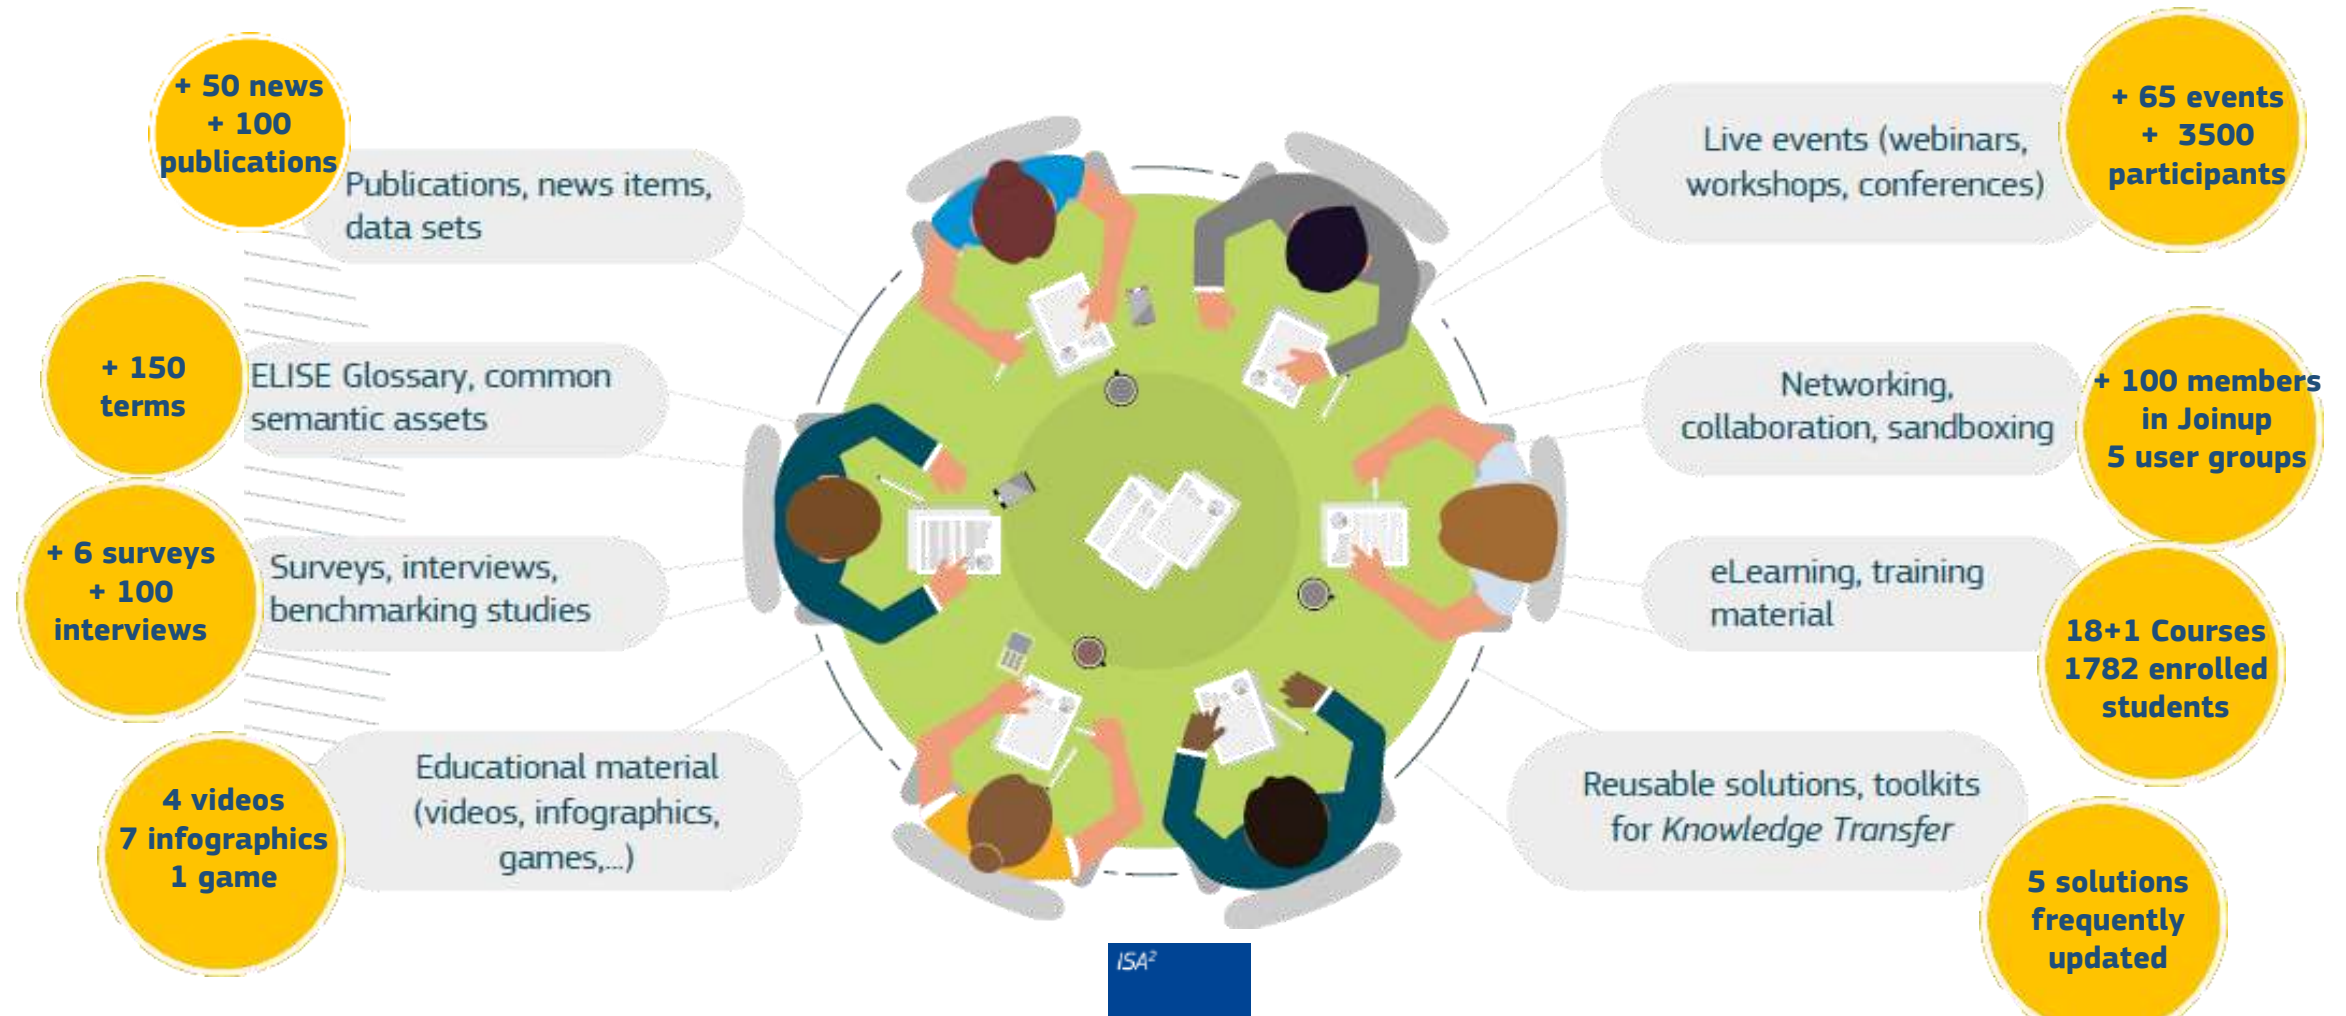 + 50 news
+ 100
publications
Publications, news items,
data sets
+ 150
terms
ELISE Glossary, common
semantic assets
+ 6 surveys
+ 100
interviews
Surveys, interviews,
benchmarking studies
4 videos
7 infographics
1 game
Educational material
(videos, infographics,
games,...)
Live events (webinars,
workshops, conferences)
+ 65 events
+ 3500
participants
Networking,
collaboration, sandboxing
+ 100 members
in Joinup
5 user groups
eLearning, training
material
18+1 Courses
1782 enrolled
students
Reusable solutions, toolkits
for Knowledge Transfer
5 solutions
frequently
updated
ISA²